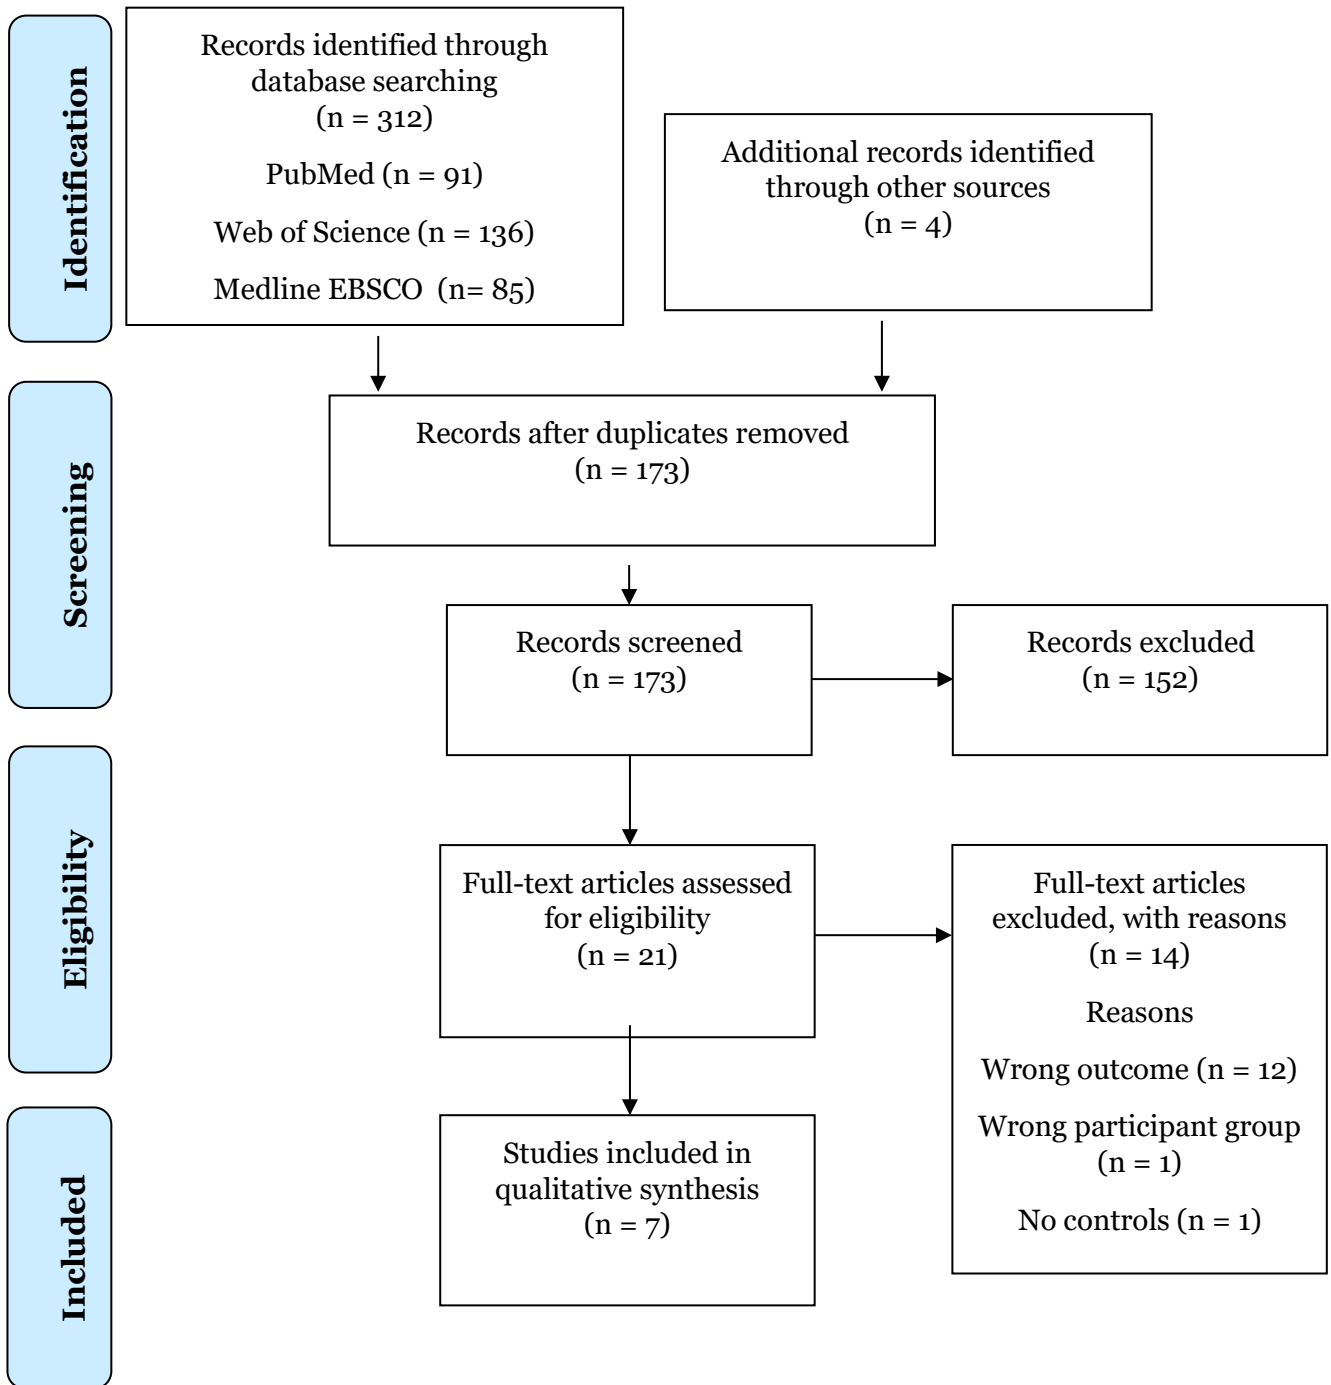 Identification
Records identified through
database searching
(n = 312)
PubMed (n = 91)
Web of Science (n = 136)
Medline EBSCO  (n= 85)
Additional records identified
through other sources
(n = 4)
Screening
Records after duplicates removed
(n = 173)
Records screened
(n = 173)
Records excluded
(n = 152)
Eligibility
Full-text articles assessed
for eligibility
(n = 21)
Full-text articles
excluded, with reasons
(n = 14)
Reasons
Wrong outcome (n = 12)
Wrong participant group
(n = 1)
No controls (n = 1)
Included
Studies included in
qualitative synthesis
(n = 7)